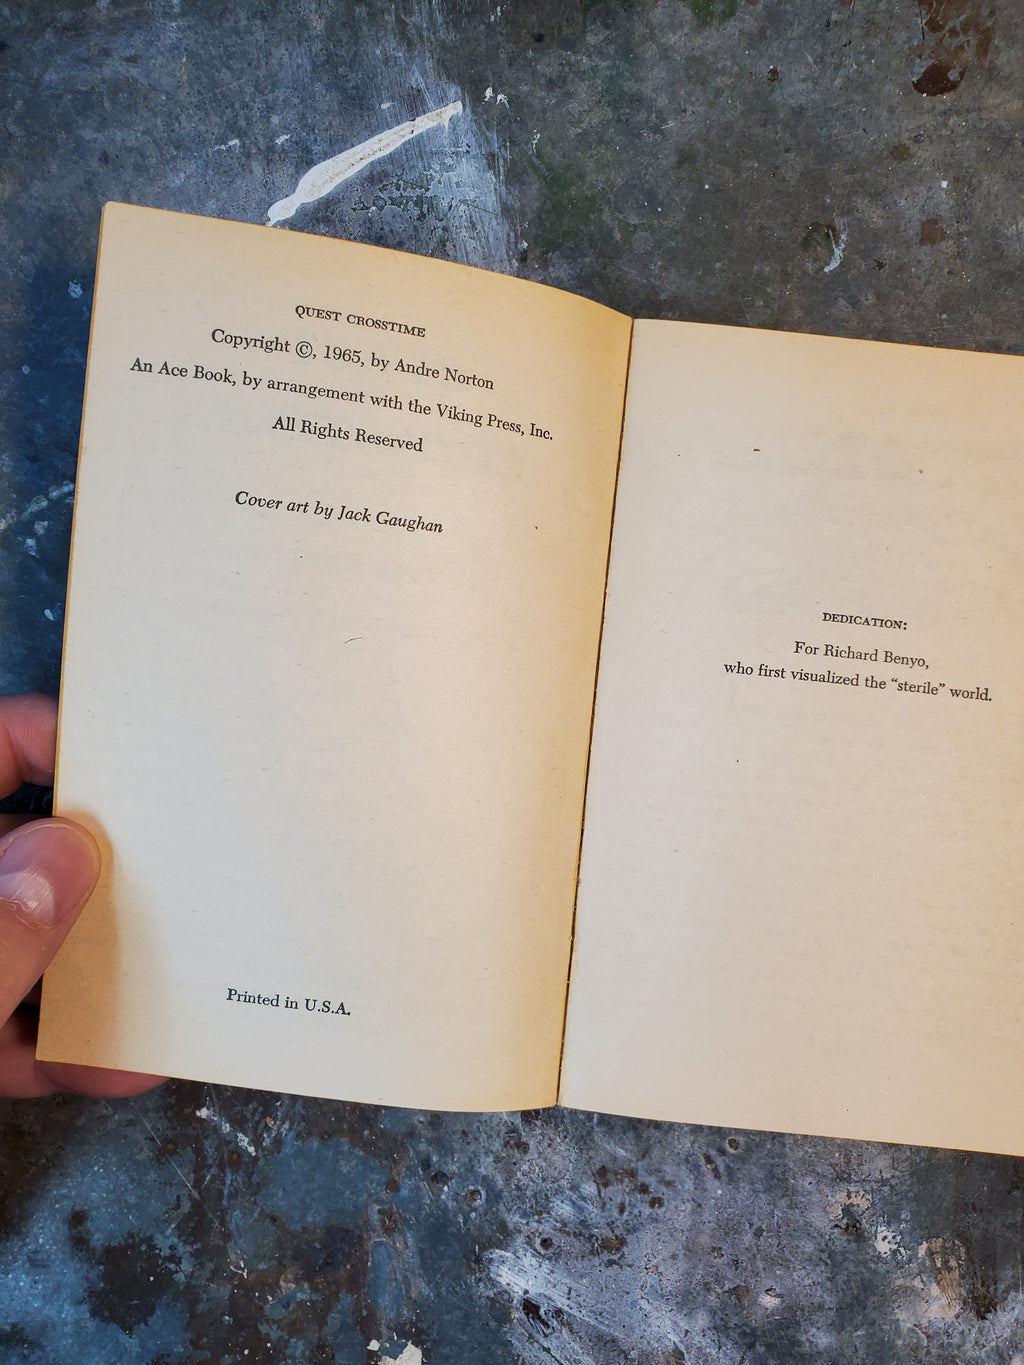 QUEST CROSSTIME
Copyright ©, 1965, by Andre Norton
An Ace Book, by arrangement with the Viking Press, Inc.
All Rights Reserved
Cover art by Jack Gaughan
Printed in U.S.A.
DEDICATION:
For Richard Benyo,
who first visualized the “sterile” world.